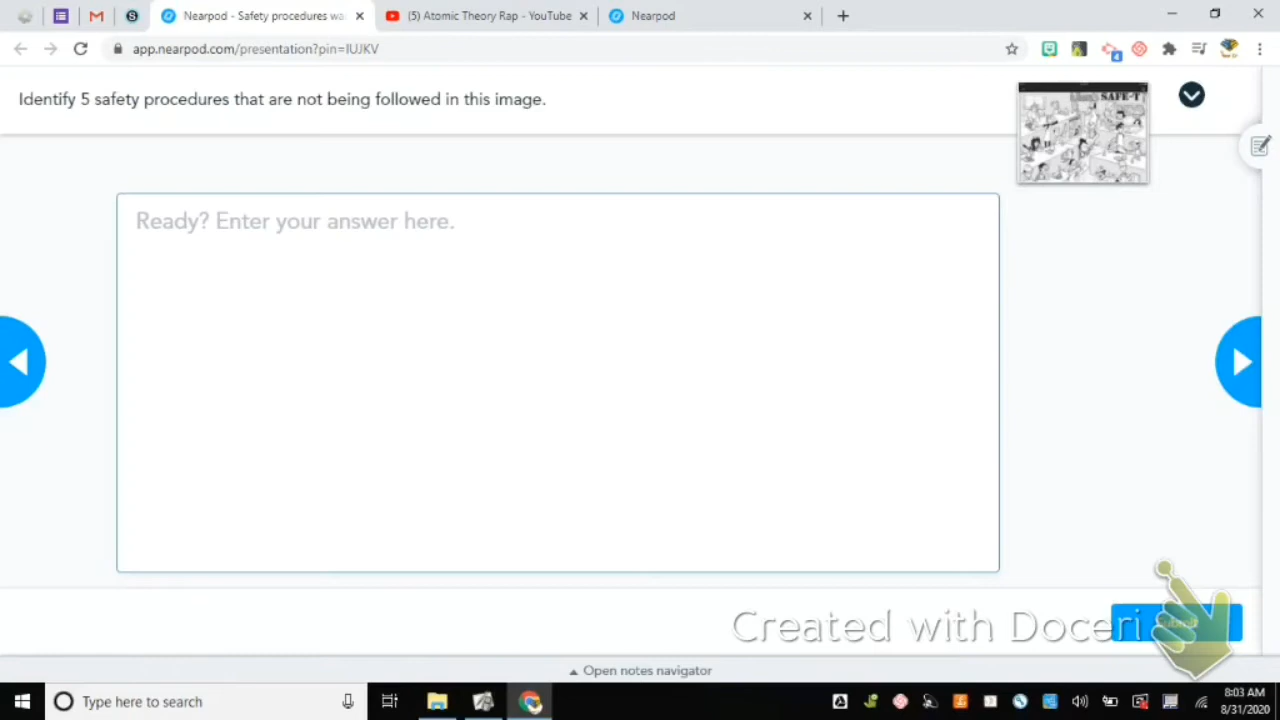 Nearpod - Safety procedures wa
(5) Atomic Theory Rap - YouTube
Nearpod
app.nearpod.com/presentation?pin=IUJKV
4
Identify 5 safety procedures that are not being followed in this image.
SAFE-T
Ready? Enter your answer here.
Submit
Created with Doceri
Open notes navigator
Type here to search
8:03 AM
8/31/2020